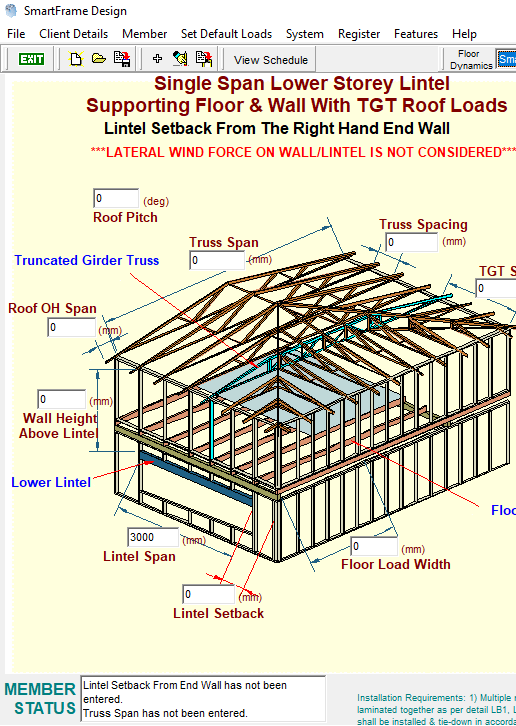 SmartFrame Design
File Client Details Member Set Default Loads System Register Features Help
EXIT View Schedule Floor Dynamics
Single Span Lower Storey Lintel
Supporting Floor & Wall With TGT Roof Loads
Lintel Setback From The Right Hand End Wall
***LATERAL WIND FORCE ON WALL/LINTEL IS NOT CONSIDERED***
0 (deg)
Roof Pitch
Truss Spacing
0 (mm)
Truss Span
0 (mm)
Truncated Girder Truss
TGT S
0
Roof OH Span
0 (mm)
0 (mm)
Wall Height
Above Lintel
Lower Lintel
Floo
3000 (mm)
Lintel Span
0 (mm)
Floor Load Width
0 (mm)
Lintel Setback
MEMBER
STATUS
Lintel Setback From End Wall has not been
entered.
Truss Span has not been entered.
Installation Requirements: 1) Multiple
laminated together as per detail LB1,
shall be installed & tie-down in accord